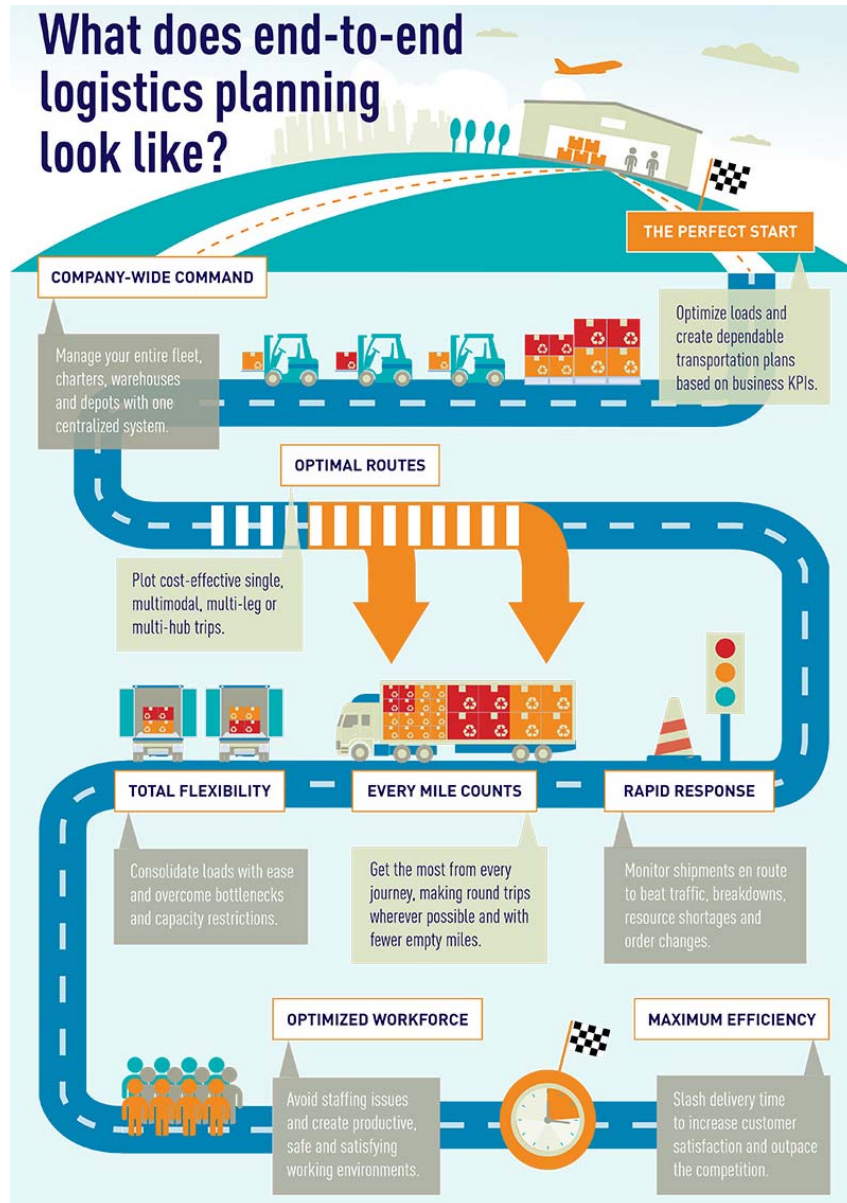 What does end-to-end
logistics planning
look like?
THE PERFECT START
Optimize loads and
create dependable
transportation plans
based on business KPIs.
COMPANY-WIDE COMMAND
Manage your entire fleet,
charters, warehouses
and depots with one
centralized system.
OPTIMAL ROUTES
Plot cost-effective single,
multimodal, multi-leg or
multi-hub trips.
TOTAL FLEXIBILITY
Consolidate loads with ease
and overcome bottlenecks
and capacity restrictions.
EVERY MILE COUNTS
Get the most from every
journey, making round trips
wherever possible and with
fewer empty miles.
RAPID RESPONSE
Monitor shipments en route
to beat traffic, breakdowns,
resource shortages and
order changes.
OPTIMIZED WORKFORCE
Avoid staffing issues
and create productive,
safe and satisfying
working environments.
MAXIMUM EFFICIENCY
Slash delivery time
to increase customer
satisfaction and outpace
the competition.